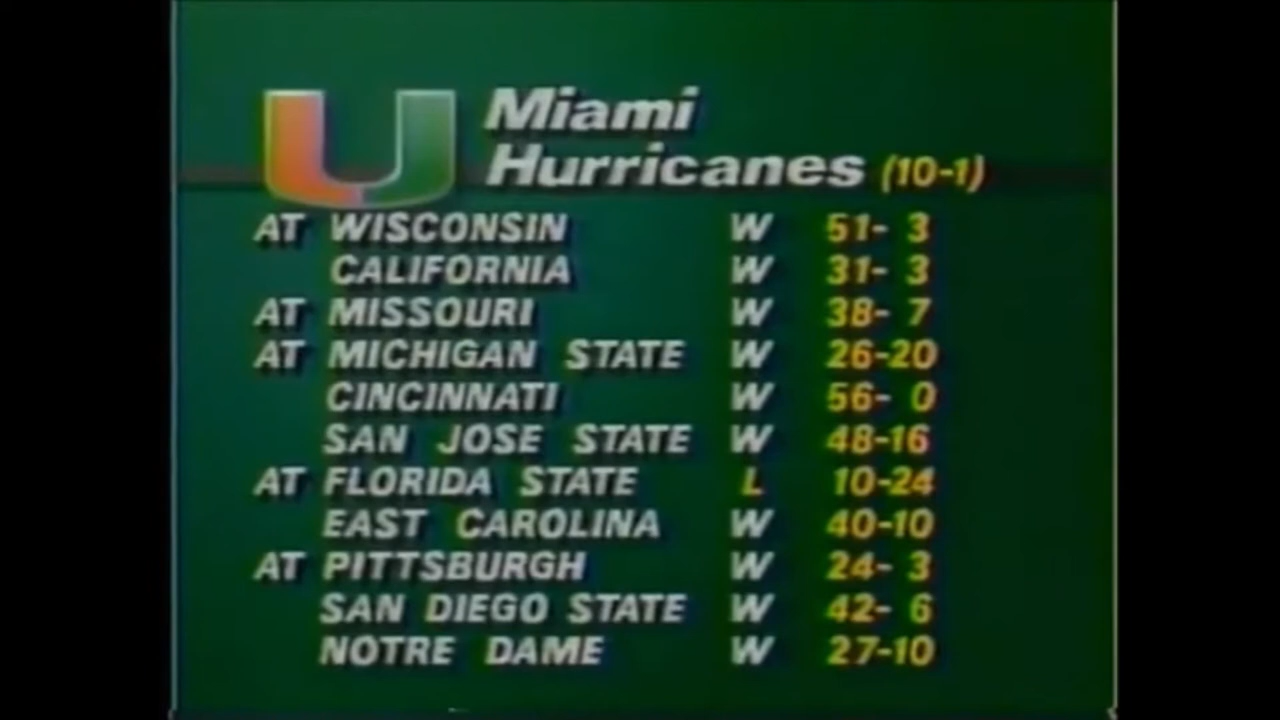 Miami
Hurricanes (10-1)
AT WISCONSIN W 51- 3
CALIFORNIA W 31- 3
AT MISSOURI W 38- 7
AT MICHIGAN STATE W 26-20
CINCINNATI W 56- 0
SAN JOSE STATE W 48-16
AT FLORIDA STATE L 10-24
EAST CAROLINA W 40-10
AT PITTSBURGH W 24- 3
SAN DIEGO STATE W 42- 6
NOTRE DAME W 27-10